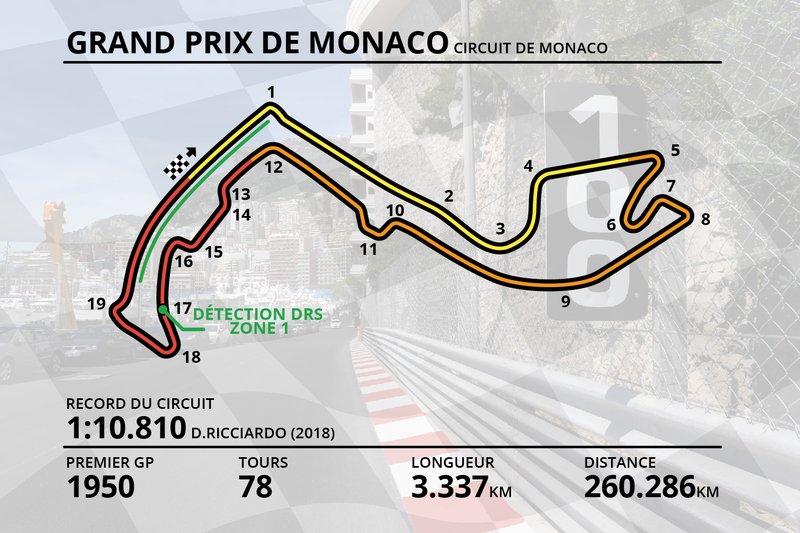 GRAND PRIX DE MONACO CIRCUIT DE MONACO
1
12
4
5
13
14
2
10
7
8
6
3
11
15
16
9
19
17
DÉTECTION DRS
ZONE 1
18
100
RECORD DU CIRCUIT
1:10.810 D.RICCIARDO (2018)
PREMIER GP TOURS LONGUEUR DISTANCE
1950 78 3.337KM 260.286KM